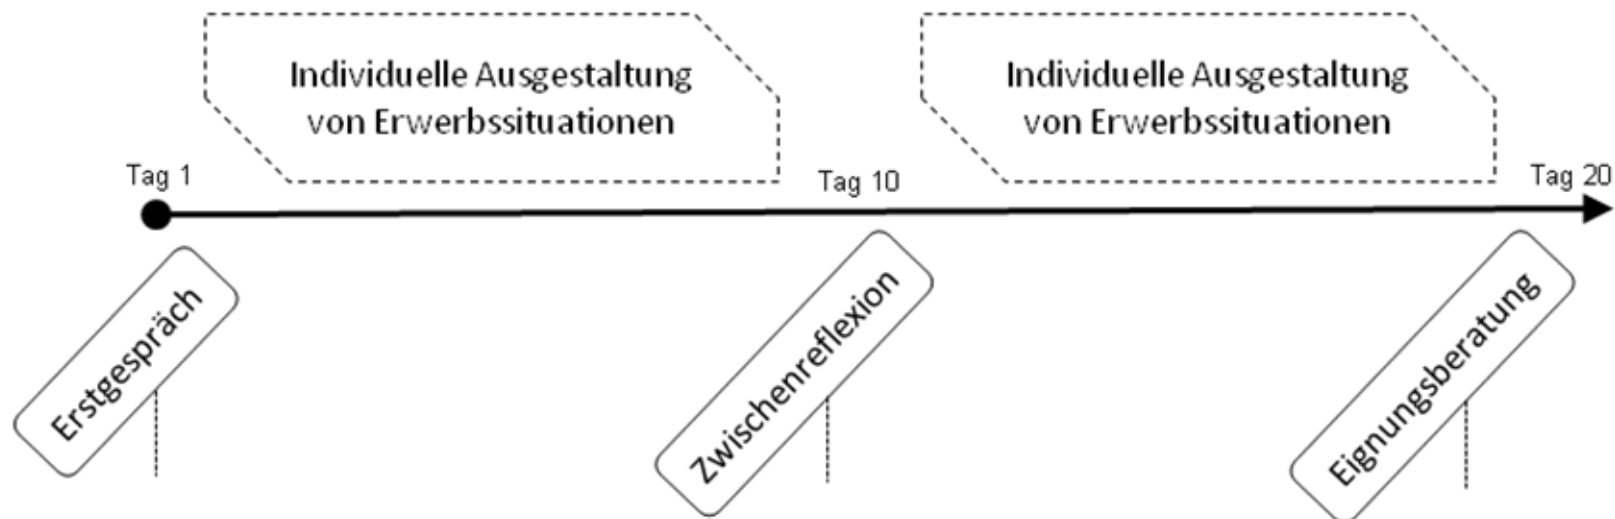 Individuelle Ausgestaltung
von Erwerbssituationen
Individuelle Ausgestaltung
von Erwerbssituationen
Tag 1
Tag 10
Tag 20
Erstgespräch
Zwischenreflexion
Eignungsberatung